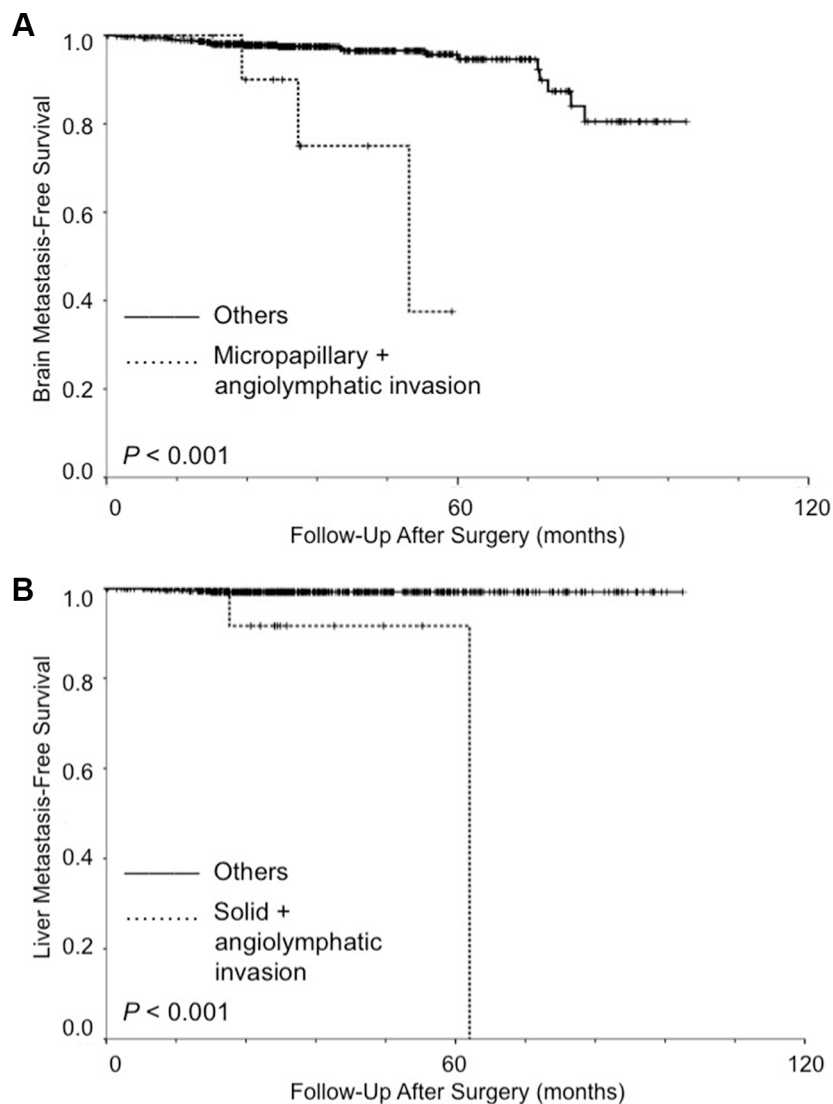 A
1.0
0.8
0.6
0.4
0.2
0.0
Brain Metastasis-Free Survival
Others
Micropapillary +
angiolymphatic invasion
P < 0.001
0 60 120
Follow-Up After Surgery (months)
B
1.0
0.8
0.6
0.4
0.2
0.0
Liver Metastasis-Free Survival
Others
Solid +
angiolymphatic
invasion
P < 0.001
0 60 120
Follow-Up After Surgery (months)